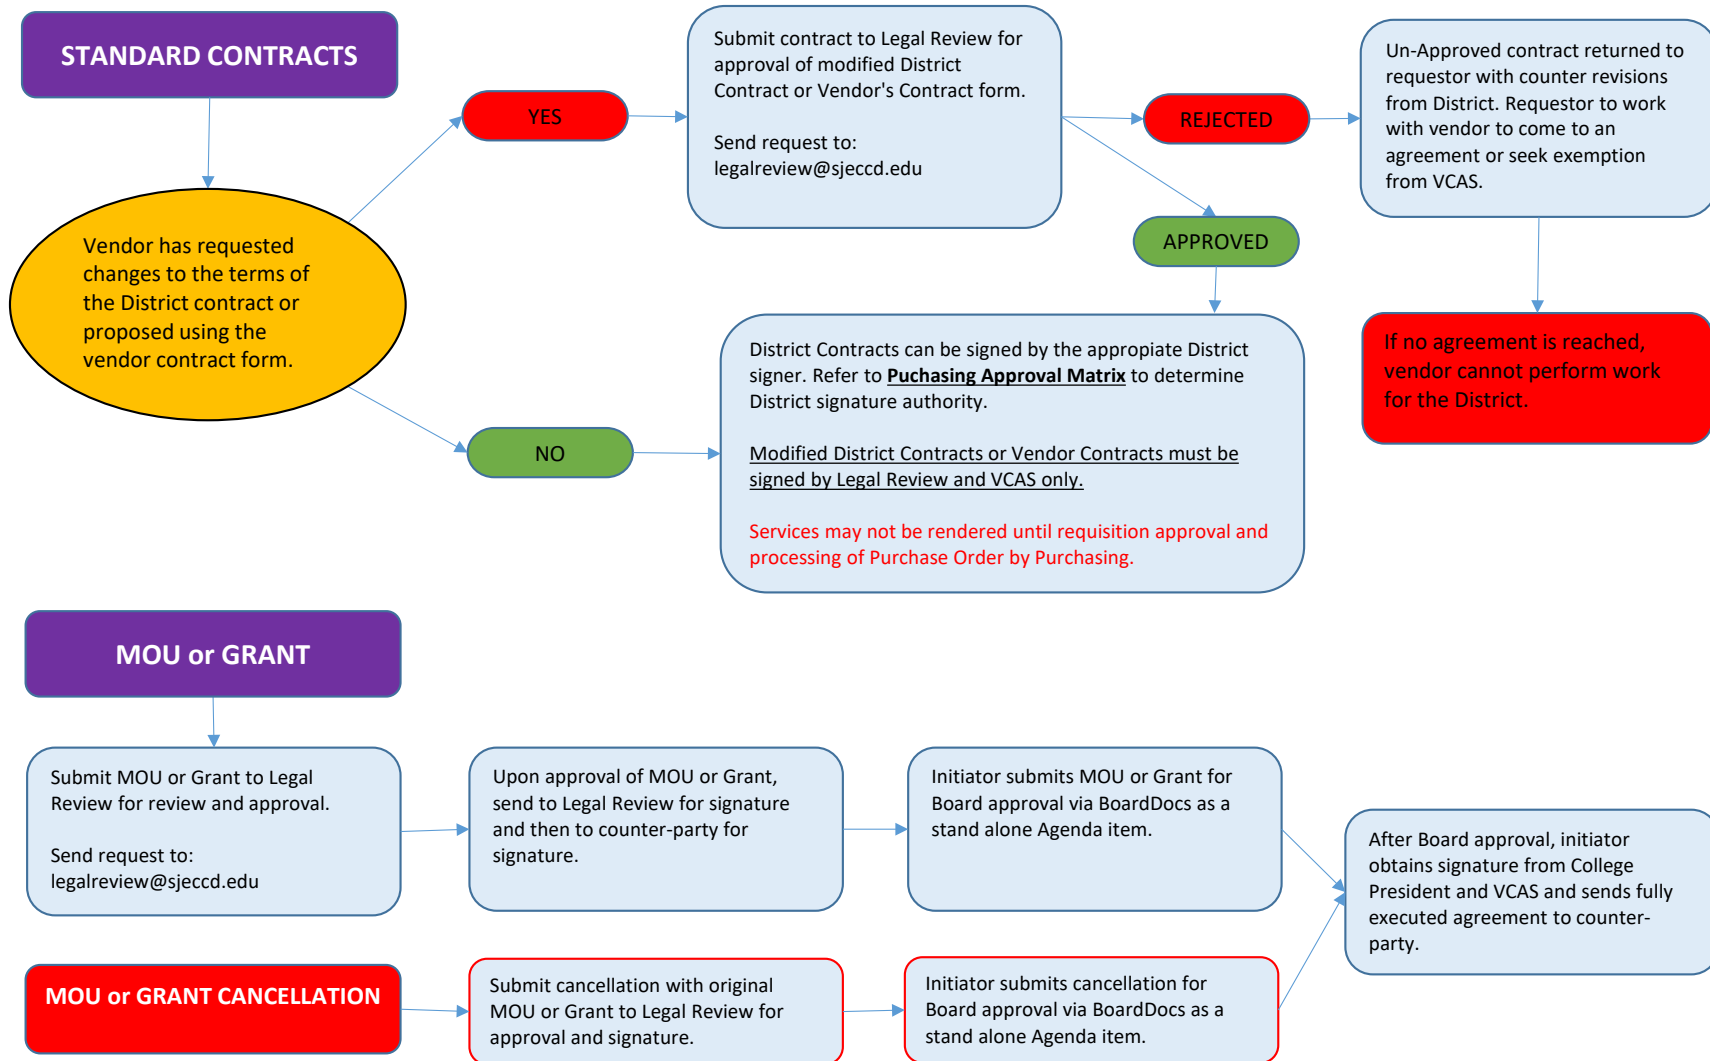 STANDARD CONTRACTS
Vendor has requested
changes to the terms of
the District contract or
proposed using the
vendor contract form.
YES
NO
Submit contract to Legal Review for
approval of modified District
Contract or Vendor's Contract form.
Send request to:
legalreview@sjeccd.edu
REJECTED
APPROVED
Un-Approved contract returned to
requestor with counter revisions
from District. Requestor to work
with vendor to come to an
agreement or seek exemption
from VCAS.
If no agreement is reached,
vendor cannot perform work
for the District.
District Contracts can be signed by the appropiate District
signer. Refer to Puchasing Approval Matrix to determine
District signature authority.
Modified District Contracts or Vendor Contracts must be
signed by Legal Review and VCAS only.
Services may not be rendered until requisition approval and
processing of Purchase Order by Purchasing.
MOU or GRANT
Submit MOU or Grant to Legal
Review for review and approval.
Send request to:
legalreview@sjeccd.edu
Upon approval of MOU or Grant,
send to Legal Review for signature
and then to counter-party for
signature.
Initiator submits MOU or Grant for
Board approval via BoardDocs as a
stand alone Agenda item.
After Board approval, initiator
obtains signature from College
President and VCAS and sends fully
executed agreement to counter-
party.
MOU or GRANT CANCELLATION
Submit cancellation with original
MOU or Grant to Legal Review for
approval and signature.
Initiator submits cancellation for
Board approval via BoardDocs as a
stand alone Agenda item.